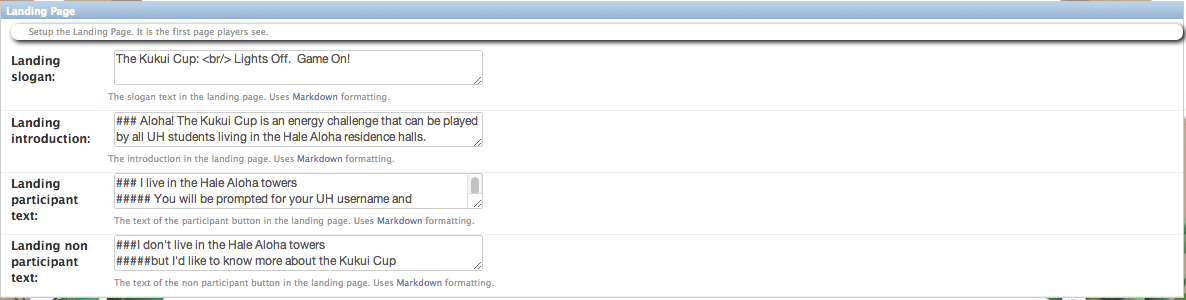 Landing Page
Setup the Landing Page. It is the first page players see.
Landing slogan:
The Kukui Cup: <br/> Lights Off.  Game On!
The slogan text in the landing page. Uses Markdown formatting.
Landing introduction:
### Aloha! The Kukui Cup is an energy challenge that can be played
by all UH students living in the Hale Aloha residence halls.
The introduction in the landing page. Uses Markdown formatting.
Landing participant text:
### I live in the Hale Aloha towers
##### You will be prompted for your UH username and
The text of the participant button in the landing page. Uses Markdown formatting.
Landing non participant text:
###I don't live in the Hale Aloha towers
#####but I'd like to know more about the Kukui Cup
The text of the non participant button in the landing page. Uses Markdown formatting.